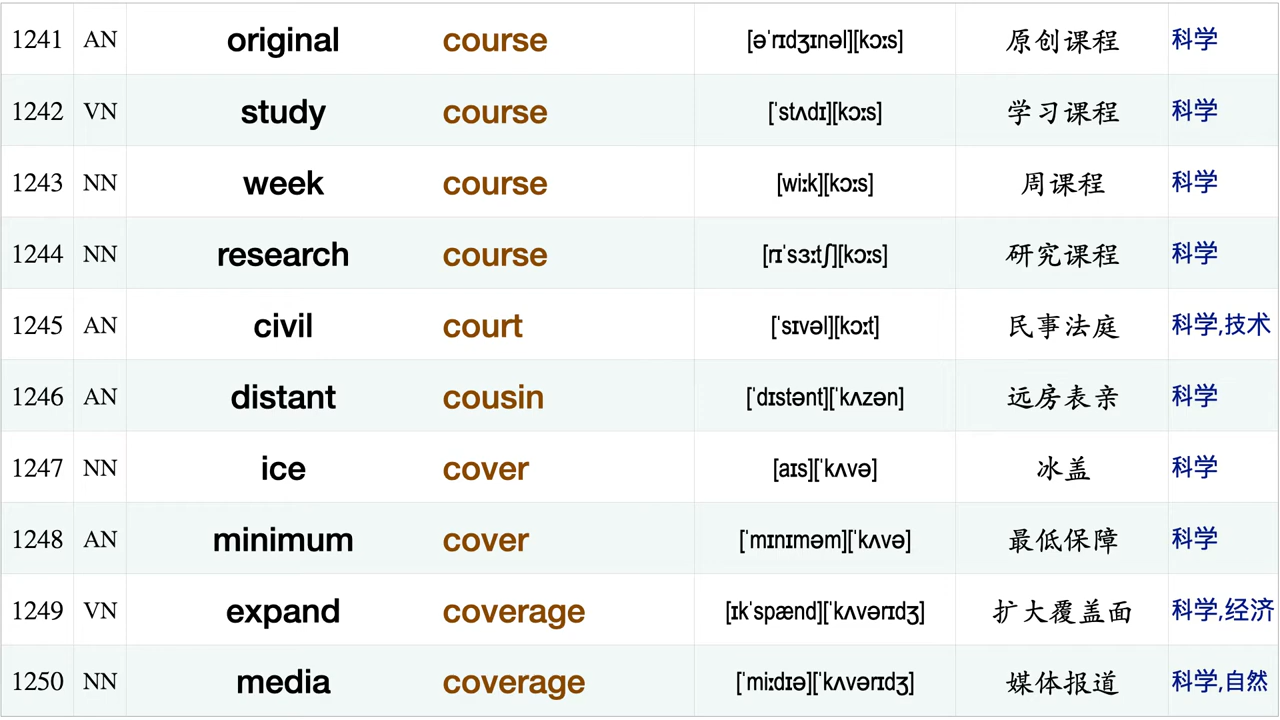 1241 AN original course [əˈrɪdʒɪnəl][kɔːs] 原创课程 科学
1242 VN study course [ˈstʌdɪ][kɔːs] 学习课程 科学
1243 NN week course [wiːk][kɔːs] 周课程 科学
1244 NN research course [rɪˈsɜːtʃ][kɔːs] 研究课程 科学
1245 AN civil court [ˈsɪvəl][kɔːt] 民事法庭 科学,技术
1246 AN distant cousin [ˈdɪstənt][ˈkʌzən] 远房表亲 科学
1247 NN ice cover [aɪs][ˈkʌvə] 冰盖 科学
1248 AN minimum cover [ˈmɪnɪməm][ˈkʌvə] 最低保障 科学
1249 VN expand coverage [ɪkˈspænd][ˈkʌvərɪdʒ] 扩大覆盖面 科学,经济
1250 NN media coverage [ˈmiːdɪə][ˈkʌvərɪdʒ] 媒体报道 科学,自然